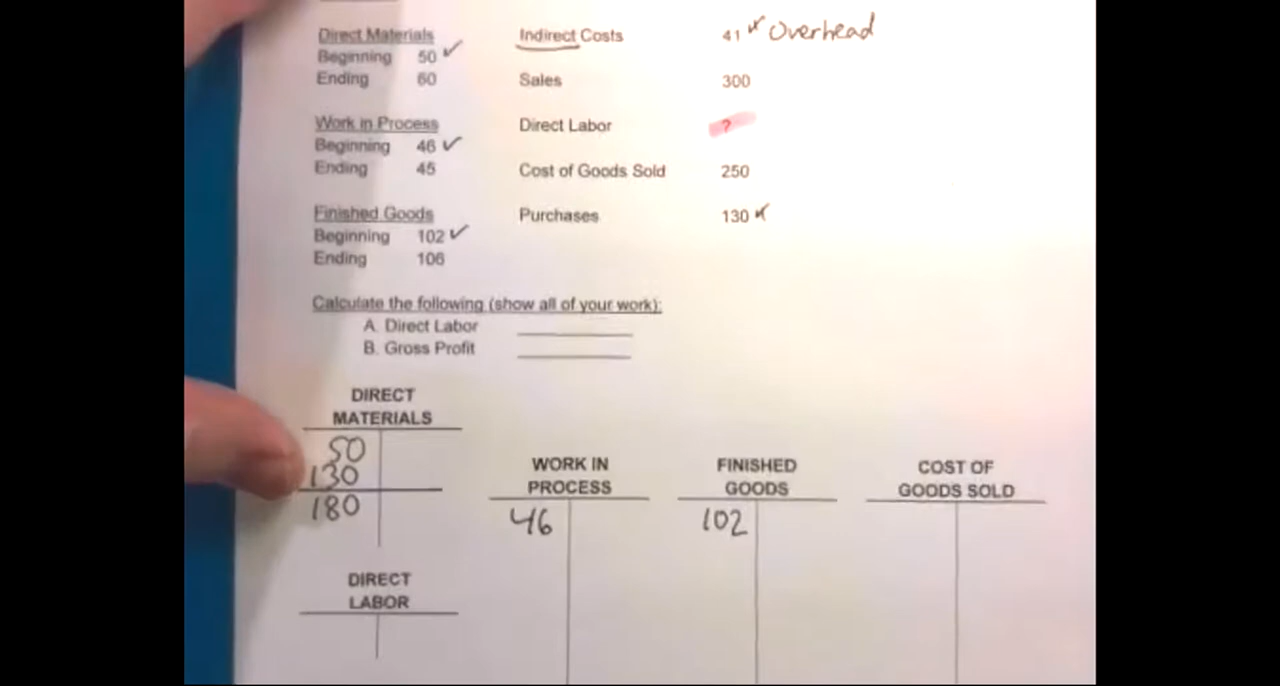 Direct Materials
Beginning 50 ✓
Ending 60
Work in Process
Beginning 46 ✓
Ending 45
Finished Goods
Beginning 102 ✓
Ending 106
Indirect Costs 41 Overhead
Sales 300
Direct Labor ?
Cost of Goods Sold 250
Purchases 130
Calculate the following (show all of your work):
A. Direct Labor
B. Gross Profit
DIRECT
MATERIALS
50
130
180
DIRECT
LABOR
WORK IN
PROCESS
46
FINISHED
GOODS
102
COST OF
GOODS SOLD